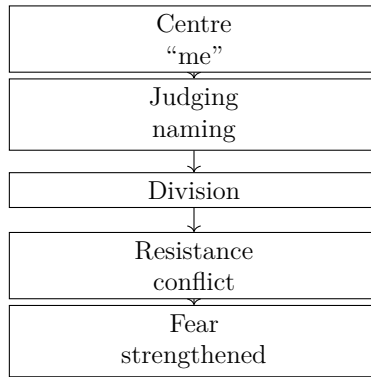 Centre
“me”
Judging
naming
Division
Resistance
conflict
Fear
strengthened